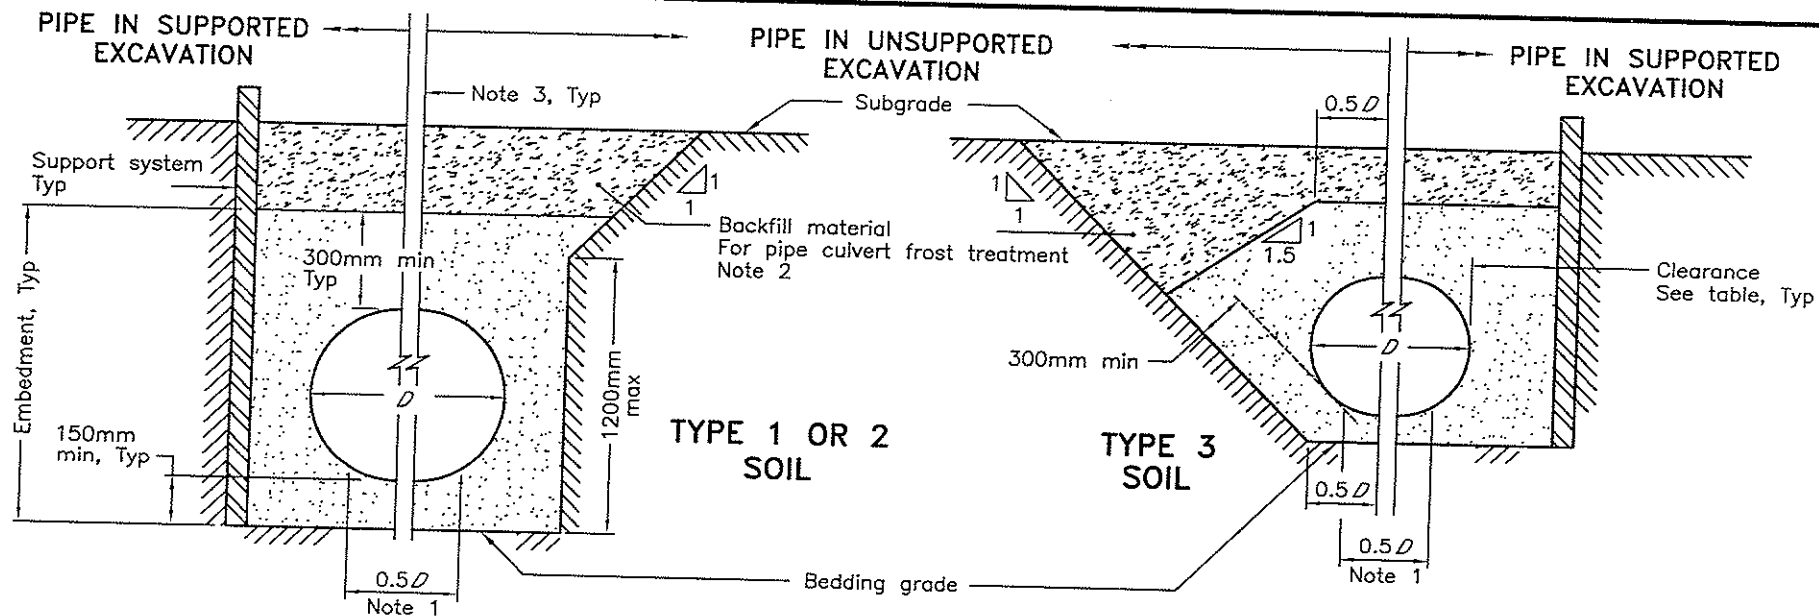 PIPE IN SUPPORTED
EXCAVATION
PIPE IN UNSUPPORTED
EXCAVATION
PIPE IN SUPPORTED
EXCAVATION
Note 3, Typ
Subgrade
0.5D
Support system
Typ
1
1
1
1
Backfill material
For pipe culvert frost treatment
Note 2
300mm min
Typ
1
1.5
Clearance
See table, Typ
Embedment, Typ
D
D
300mm min
1200mm
max
150mm
min, Typ
TYPE 1 OR 2
SOIL
TYPE 3
SOIL
0.5D
0.5D
Note 1
0.5D
Note 1
Bedding grade